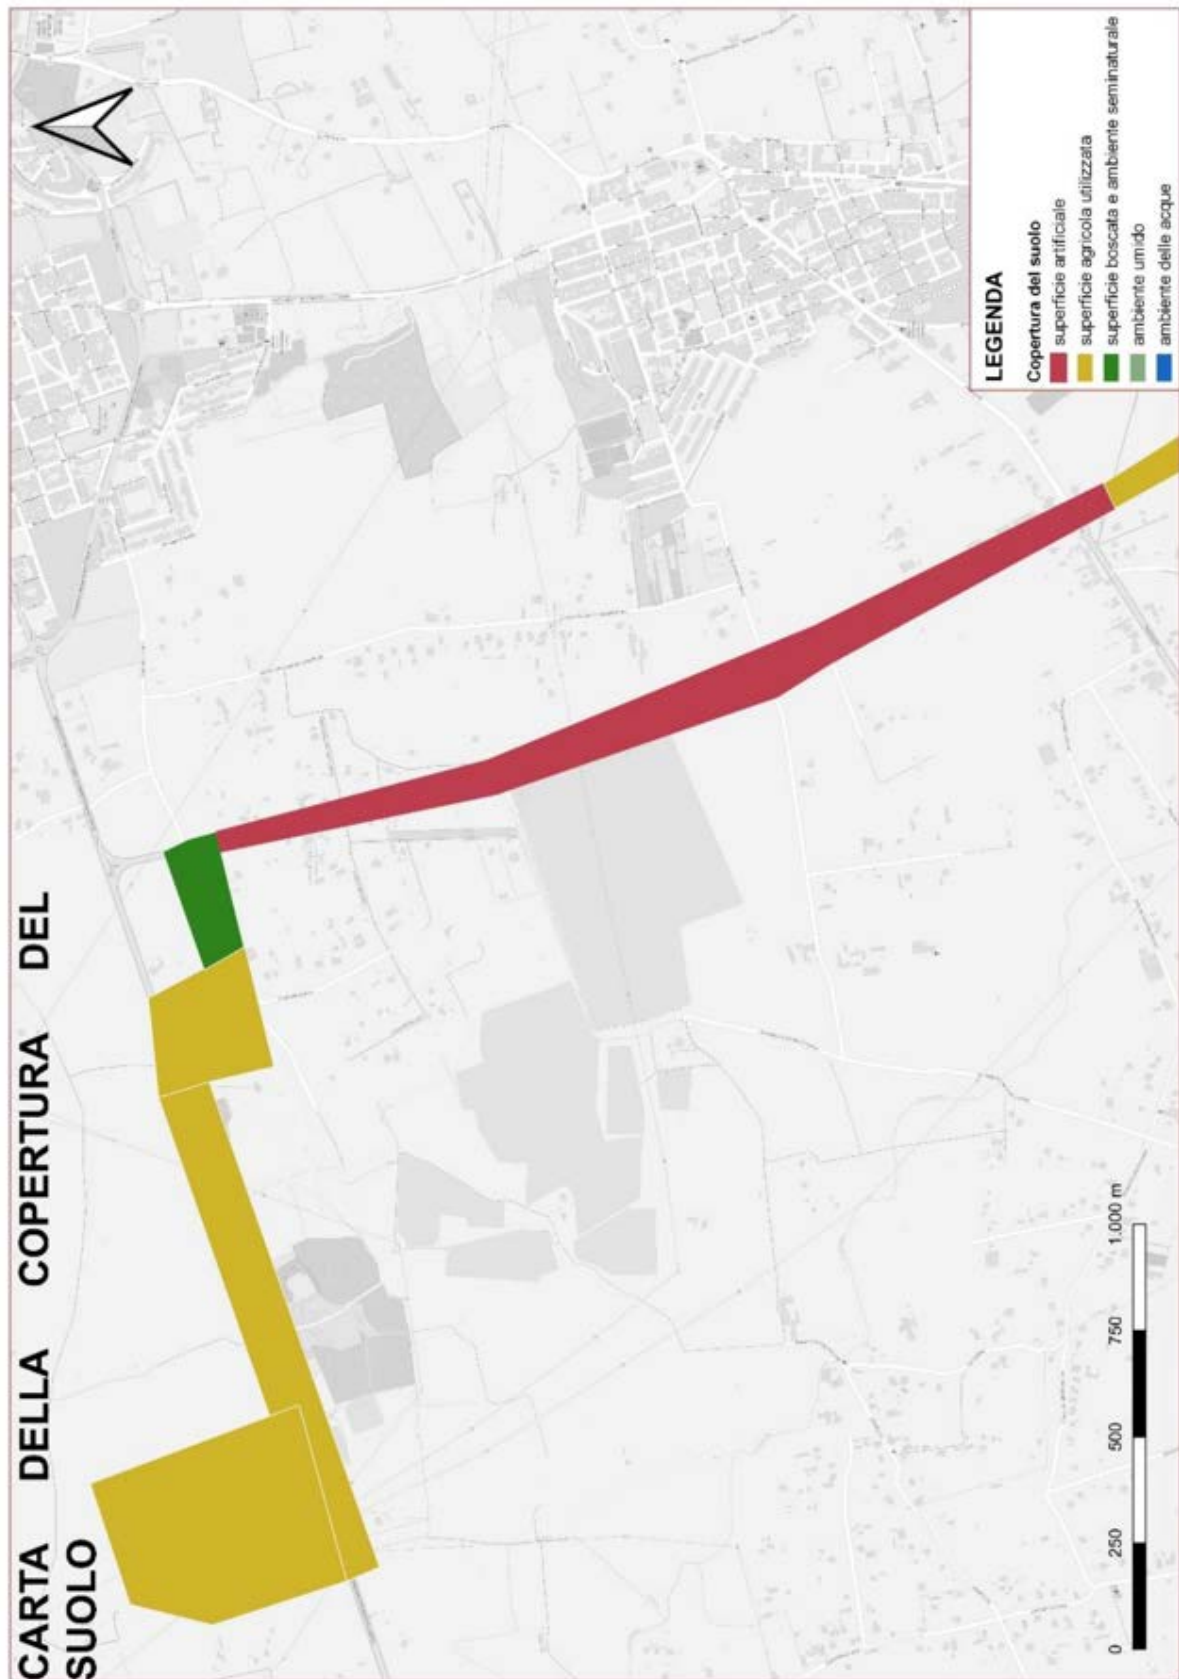 CARTA DELLA COPERTURA DEL
SUOLO
LEGENDA
Copertura del suolo
superficie artificiale
superficie agricola utilizzata
superficie boscata e ambiente seminaturale
ambiente umido
ambiente delle acque
0 250 500 750 1.000 m